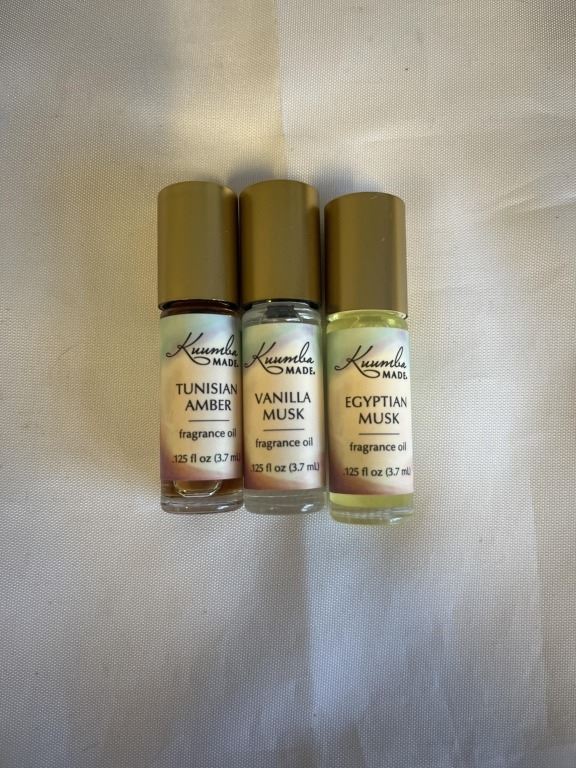 Kuumba
MADE.
TUNISIAN
AMBER
fragrance oil
.125 fl oz (3.7 mL)
Kuumba
MADE.
VANILLA
MUSK
fragrance oil
.125 fl oz (3.7 mL)
Kuumba
MADE.
EGYPTIAN
MUSK
fragrance oil
.125 fl oz (3.7 mL)